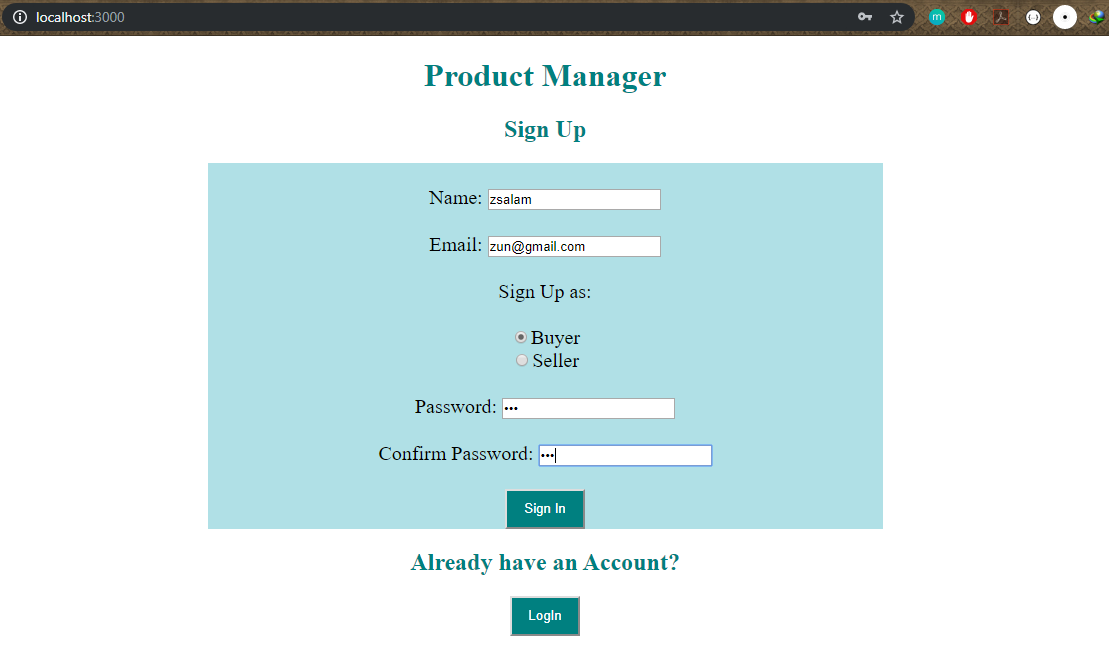 localhost:3000
m
Product Manager
Sign Up
Name: zsalam
Email: zun@gmail.com
Sign Up as:
Buyer
Seller
Password: •••
Confirm Password: •••
Sign In
Already have an Account?
LogIn